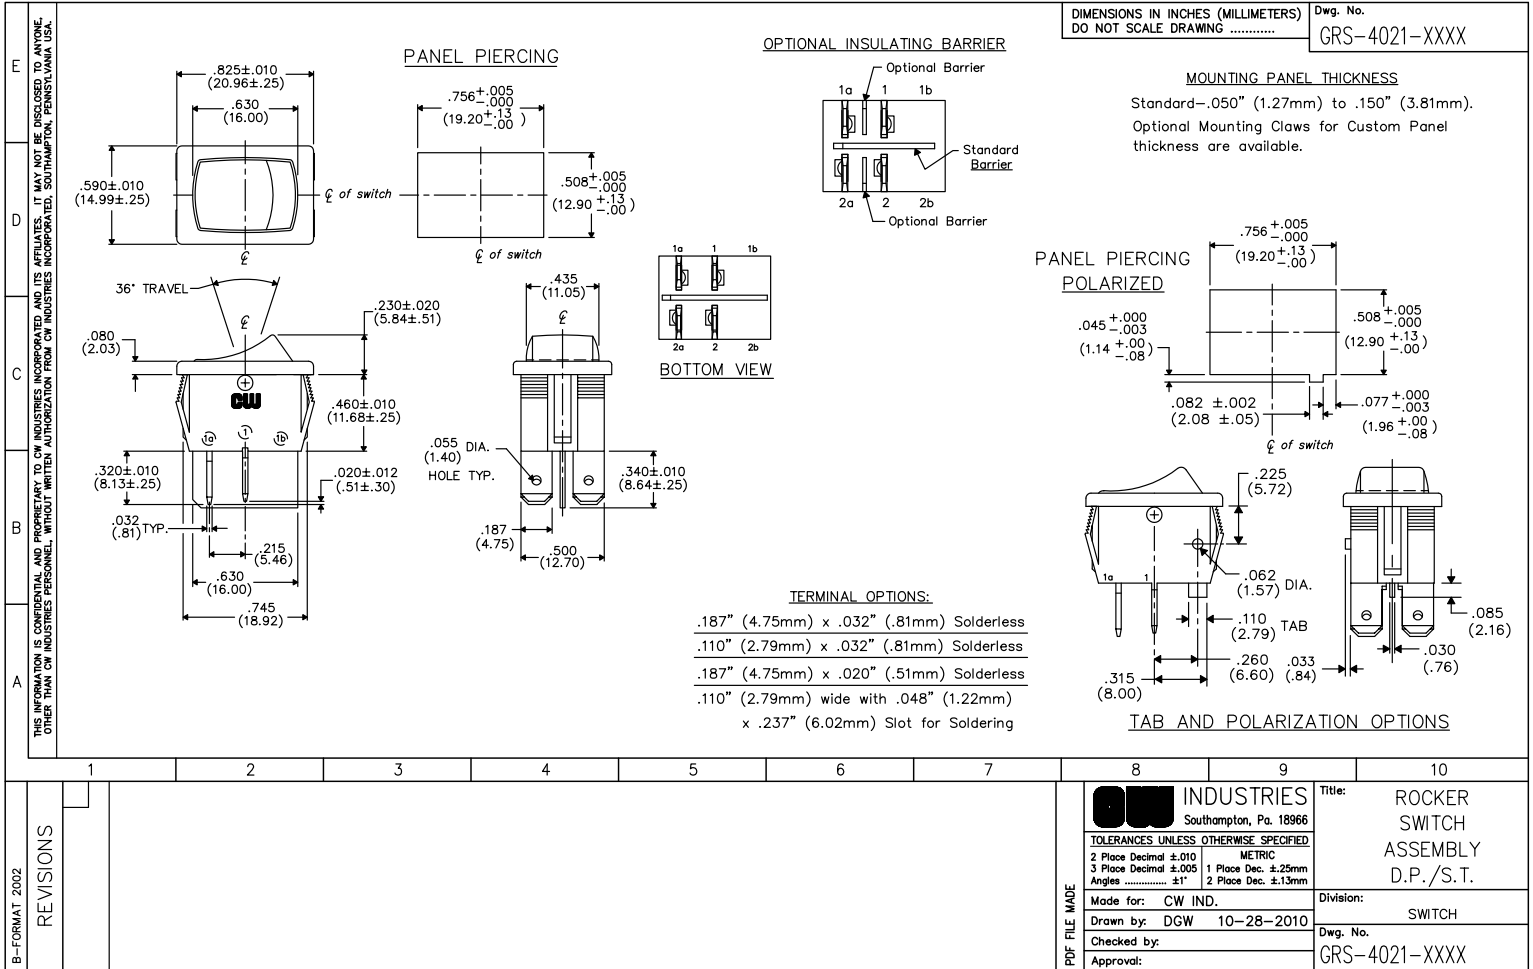 DIMENSIONS IN INCHES (MILLIMETERS)
DO NOT SCALE DRAWING ............
Dwg. No.
GRS-4021-XXXX
THIS INFORMATION IS CONFIDENTIAL AND PROPRIETARY TO CW INDUSTRIES INCORPORATED AND ITS AFFILIATES. IT MAY NOT BE DISCLOSED TO ANYONE,
OTHER THAN CW INDUSTRIES PERSONNEL, WITHOUT WRITTEN AUTHORIZATION FROM CW INDUSTRIES INCORPORATED, SOUTHAMPTON, PENNSYLVANIA USA.
E
D
C
B
A
.825±.010
(20.96±.25)
.630
(16.00)
.590±.010
(14.99±.25)
℄ of switch
℄
PANEL PIERCING
.756+.005
-.000
(19.20+.13
-.00 )
.508+.005
-.000
(12.90 +.13
-.00 )
℄ of switch
OPTIONAL INSULATING BARRIER
Optional Barrier
1a 1 1b
Standard
Barrier
2a 2 2b
Optional Barrier
MOUNTING PANEL THICKNESS
Standard-.050" (1.27mm) to .150" (3.81mm).
Optional Mounting Claws for Custom Panel
thickness are available.
36° TRAVEL
℄
.230±.020
(5.84±.51)
.080
(2.03)
CW
1a 1 1b
.460±.010
(11.68±.25)
.320±.010
(8.13±.25)
.020±.012
(.51±.30)
.032
(.81) TYP.
.215
(5.46)
.630
(16.00)
.745
(18.92)
.435
(11.05)
℄
.055 DIA.
(1.40)
HOLE TYP.
.340±.010
(8.64±.25)
.187
(4.75)
.500
(12.70)
1a 1 1b
2a 2 2b
BOTTOM VIEW
PANEL PIERCING
POLARIZED
.756 +.005
-.000
(19.20+.13
-.00 )
.045 +.000
-.003
(1.14 +.00
-.08 )
.508 +.005
-.000
(12.90 +.13
-.00 )
.082 ±.002
(2.08 ±.05)
.077 +.000
-.003
(1.96 +.00
-.08 )
℄ of switch
.225
(5.72)
1a 1
.062
(1.57) DIA.
.110
(2.79) TAB
.260
(6.60)
.315
(8.00)
.033
(.84)
.085
(2.16)
.030
(.76)
TAB AND POLARIZATION OPTIONS
TERMINAL OPTIONS:
.187" (4.75mm) x .032" (.81mm) Solderless
.110" (2.79mm) x .032" (.81mm) Solderless
.187" (4.75mm) x .020" (.51mm) Solderless
.110" (2.79mm) wide with .048" (1.22mm)
x .237" (6.02mm) Slot for Soldering
1 2 3 4 5 6 7 8 9 10
B-FORMAT 2002
REVISIONS
PDF FILE MADE
CW INDUSTRIES
Southampton, Pa. 18966
TOLERANCES UNLESS OTHERWISE SPECIFIED
2 Place Decimal ±.010
3 Place Decimal ±.005
Angles .............. ±1°
METRIC
1 Place Dec. ±.25mm
2 Place Dec. ±.13mm
Made for: CW IND.
Drawn by: DGW 10-28-2010
Checked by:
Approval:
Title:
ROCKER
SWITCH
ASSEMBLY
D.P./S.T.
Division:
SWITCH
Dwg. No.
GRS-4021-XXXX